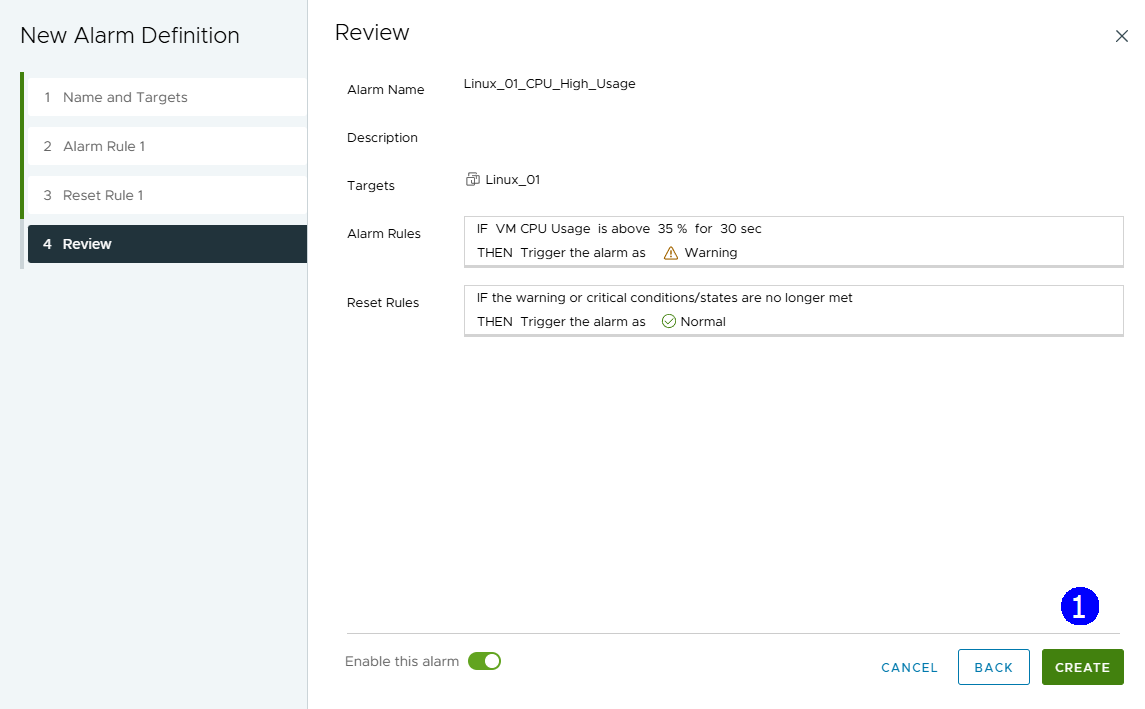 New Alarm Definition
1 Name and Targets
2 Alarm Rule 1
3 Reset Rule 1
4 Review
Review
Alarm Name Linux_01_CPU_High_Usage
Description
Targets Linux_01
Alarm Rules IF VM CPU Usage is above 35 % for 30 sec
THEN Trigger the alarm as Warning
Reset Rules IF the warning or critical conditions/states are no longer met
THEN Trigger the alarm as Normal
1
Enable this alarm CANCEL BACK CREATE